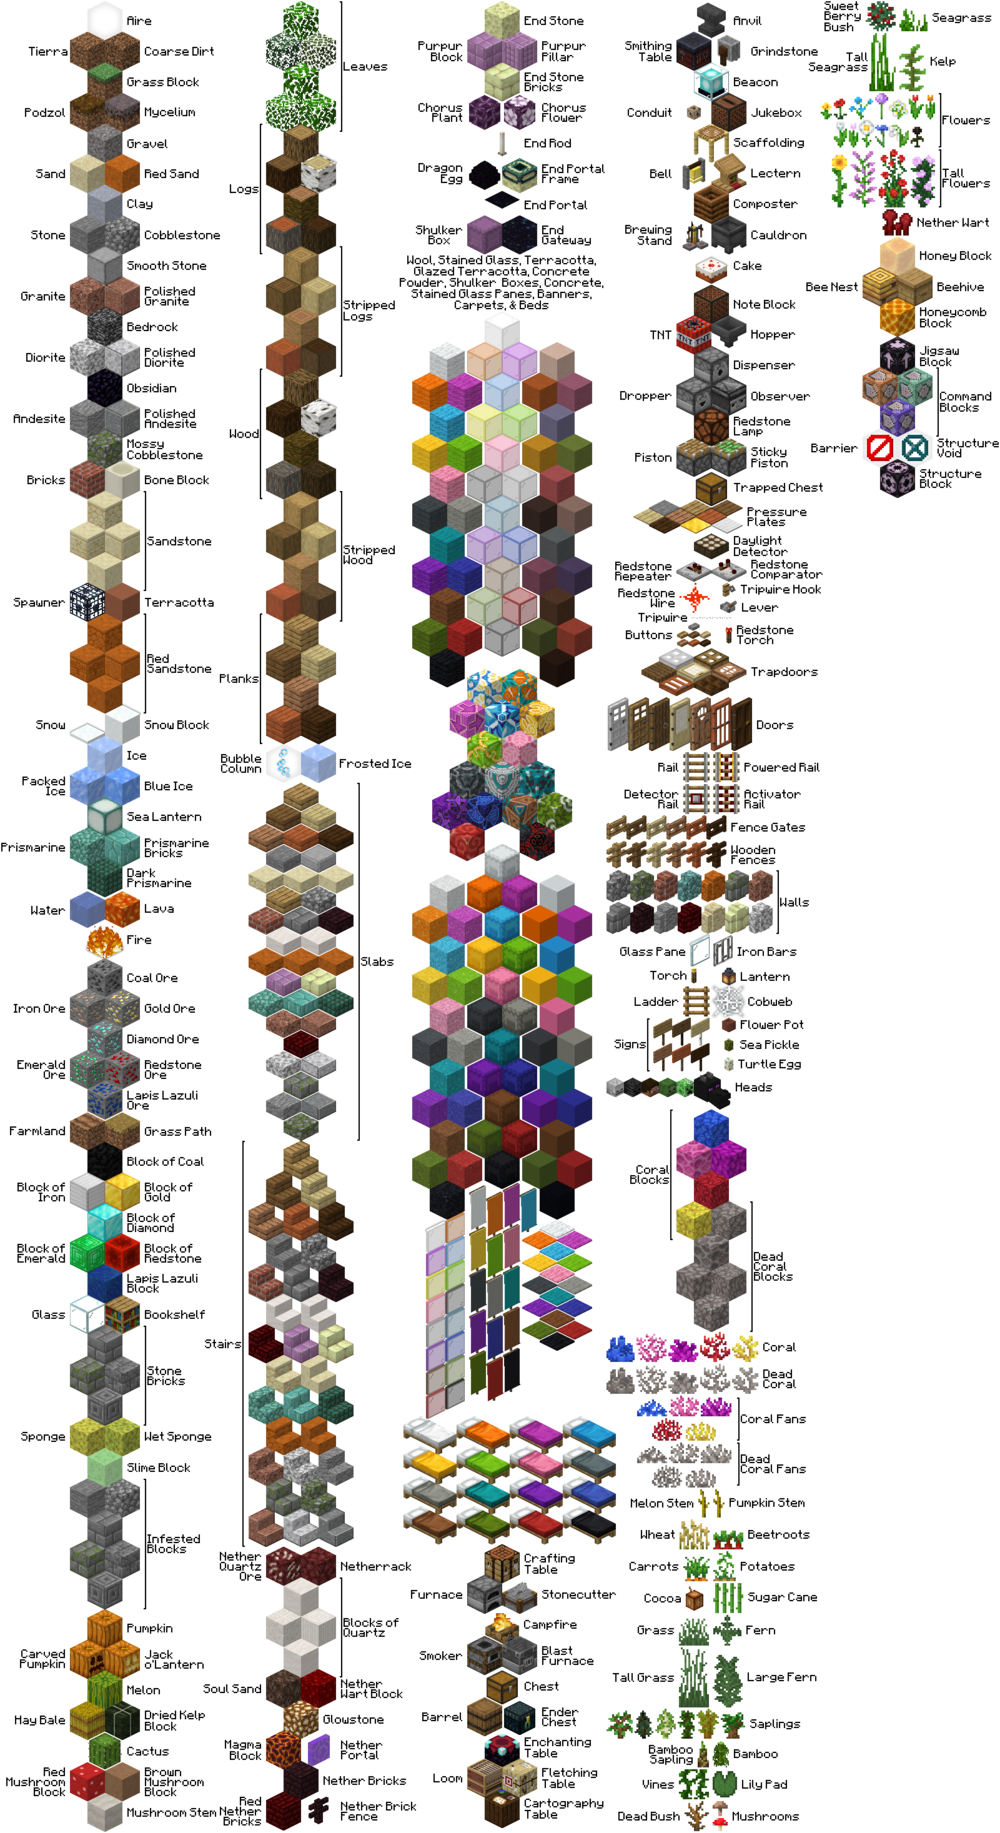 Aire
Tierra
Coarse Dirt
Grass Block
Podzol
Mycelium
Gravel
Sand
Red Sand
Clay
Stone
Cobblestone
Smooth Stone
Granite
Polished
Granite
Bedrock
Diorite
Polished
Diorite
Obsidian
Andesite
Polished
Andesite
Mossy
Cobblestone
Bricks
Bone Block
Sandstone
Spawner
Terracotta
Red
Sandstone
Snow
Snow Block
Ice
Packed
Ice
Blue Ice
Sea Lantern
Prismarine
Prismarine
Bricks
Dark
Prismarine
Water
Lava
Fire
Coal Ore
Iron Ore
Gold Ore
Diamond Ore
Emerald
Ore
Redstone
Ore
Lapis Lazuli
Ore
Farmland
Grass Path
Block of Coal
Block of
Iron
Block of
Gold
Block of
Diamond
Block of
Emerald
Block of
Redstone
Lapis Lazuli
Block
Glass
Bookshelf
Stone
Bricks
Sponge
Wet Sponge
Slime Block
Infested
Blocks
Pumpkin
Carved
Pumpkin
Jack
o'Lantern
Melon
Hay Bale
Dried Kelp
Block
Cactus
Red
Mushroom
Block
Brown
Mushroom
Block
Mushroom Stem
Leaves
Logs
Stripped
Logs
Wood
Stripped
Wood
Planks
Bubble
Column
Frosted Ice
Slabs
Stairs
Nether
Quartz
Ore
Netherrack
Blocks of
Quartz
Soul Sand
Nether
Wart Block
Glowstone
Magma
Block
Nether
Portal
Nether Bricks
Red
Nether
Bricks
Nether Brick
Fence
End Stone
Purpur
Block
Purpur
Pillar
End Stone
Bricks
Chorus
Plant
Chorus
Flower
End Rod
Dragon
Egg
End Portal
Frame
End Portal
Shulker
Box
End
Gateway
Wool, Stained Glass, Terracotta,
Glazed Terracotta, Concrete
Powder, Shulker Boxes, Concrete,
Stained Glass Panes, Banners,
Carpets, & Beds
Crafting
Table
Furnace
Stonecutter
Campfire
Smoker
Blast
Furnace
Chest
Barrel
Ender
Chest
Enchanting
Table
Loom
Fletching
Table
Cartography
Table
Anvil
Smithing
Table
Grindstone
Beacon
Conduit
Jukebox
Scaffolding
Bell
Lectern
Composter
Brewing
Stand
Cauldron
Cake
Note Block
TNT
Hopper
Dispenser
Dropper
Observer
Redstone
Lamp
Piston
Sticky
Piston
Trapped Chest
Pressure
Plates
Daylight
Detector
Redstone
Repeater
Redstone
Comparator
Redstone
Wire
Tripwire Hook
Lever
Tripwire
Buttons
Redstone
Torch
Trapdoors
Doors
Rail
Powered Rail
Detector
Rail
Activator
Rail
Fence Gates
Wooden
Fences
Walls
Glass Pane
Iron Bars
Torch
Lantern
Ladder
Cobweb
Signs
Flower Pot
Sea Pickle
Turtle Egg
Heads
Coral
Blocks
Dead
Coral
Blocks
Coral
Dead
Coral
Coral Fans
Dead
Coral Fans
Melon Stem
Pumpkin Stem
Wheat
Beetroots
Carrots
Potatoes
Cocoa
Sugar Cane
Grass
Fern
Tall Grass
Large Fern
Saplings
Bamboo
Sapling
Bamboo
Vines
Lily Pad
Dead Bush
Mushrooms
Sweet
Berry
Bush
Seagrass
Tall
Seagrass
Kelp
Flowers
Tall
Flowers
Nether Wart
Honey Block
Bee Nest
Beehive
Honeycomb
Block
Jigsaw
Block
Command
Blocks
Barrier
Structure
Void
Structure
Block